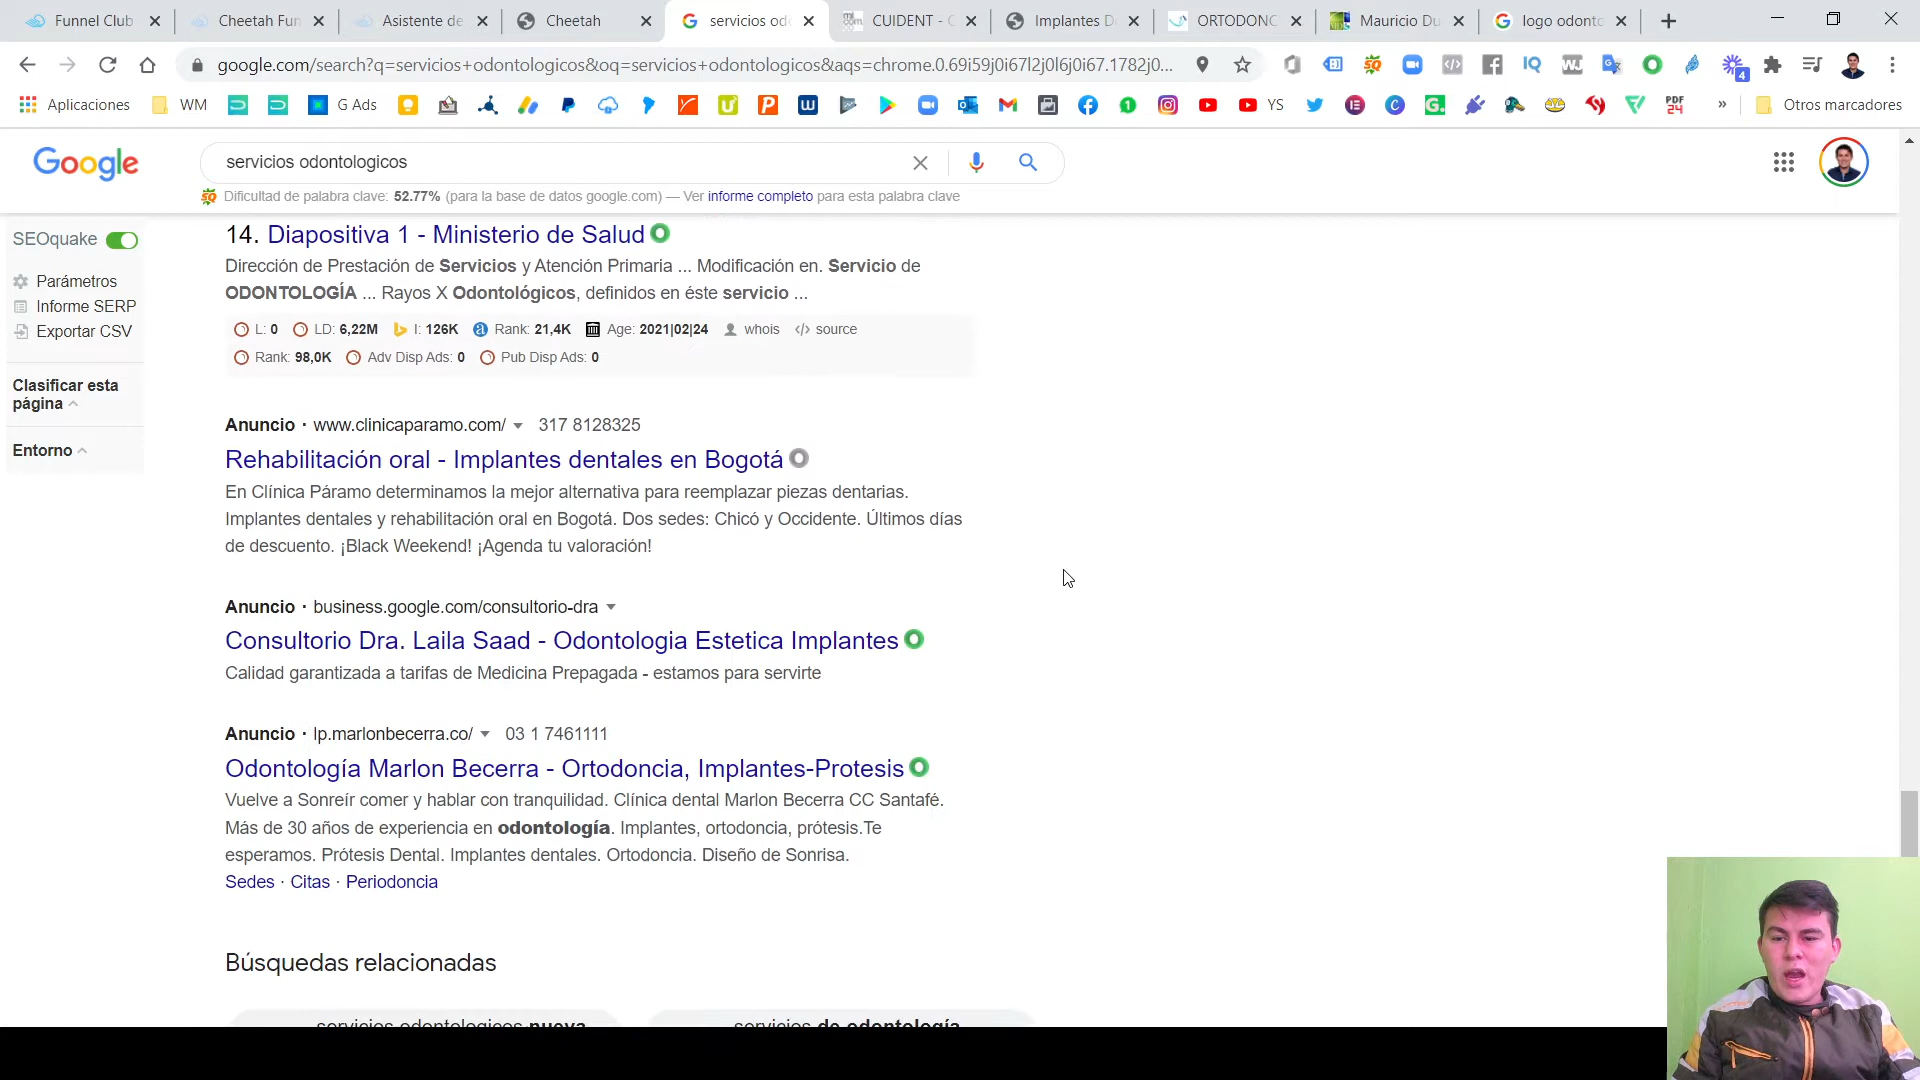 Funnel Club
Cheetah Fun
Asistente de
Cheetah
servicios odo
CUIDENT - C
Implantes D
ORTODONC
Mauricio Du
logo odonto
google.com/search?q=servicios+odontologicos&oq=servicios+odontologicos&aqs=chrome.0.69i59j0i67l2j0l6j0i67.1782j0...
Aplicaciones
WM
G Ads
YS
PDF
24
»
Otros marcadores
Google
servicios odontologicos
Dificultad de palabra clave: 52.77% (para la base de datos google.com) — Ver informe completo para esta palabra clave
SEOquake
Parámetros
Informe SERP
Exportar CSV
Clasificar esta
página
Entorno
14. Diapositiva 1 - Ministerio de Salud
Dirección de Prestación de Servicios y Atención Primaria ... Modificación en. Servicio de
ODONTOLOGÍA ... Rayos X Odontológicos, definidos en éste servicio ...
L: 0 LD: 6,22M I: 126K Rank: 21,4K Age: 2021|02|24 whois source
Rank: 98,0K Adv Disp Ads: 0 Pub Disp Ads: 0
Anuncio · www.clinicaparamo.com/ 317 8128325
Rehabilitación oral - Implantes dentales en Bogotá
En Clínica Páramo determinamos la mejor alternativa para reemplazar piezas dentarias.
Implantes dentales y rehabilitación oral en Bogotá. Dos sedes: Chicó y Occidente. Últimos días
de descuento. ¡Black Weekend! ¡Agenda tu valoración!
Anuncio · business.google.com/consultorio-dra
Consultorio Dra. Laila Saad - Odontologia Estetica Implantes
Calidad garantizada a tarifas de Medicina Prepagada - estamos para servirte
Anuncio · lp.marlonbecerra.co/ 03 1 7461111
Odontología Marlon Becerra - Ortodoncia, Implantes-Protesis
Vuelve a Sonreír comer y hablar con tranquilidad. Clínica dental Marlon Becerra CC Santafé.
Más de 30 años de experiencia en odontología. Implantes, ortodoncia, prótesis.Te
esperamos. Prótesis Dental. Implantes dentales. Ortodoncia. Diseño de Sonrisa.
Sedes · Citas · Periodoncia
Búsquedas relacionadas
servicios odontologicos nueva
servicios de odontología